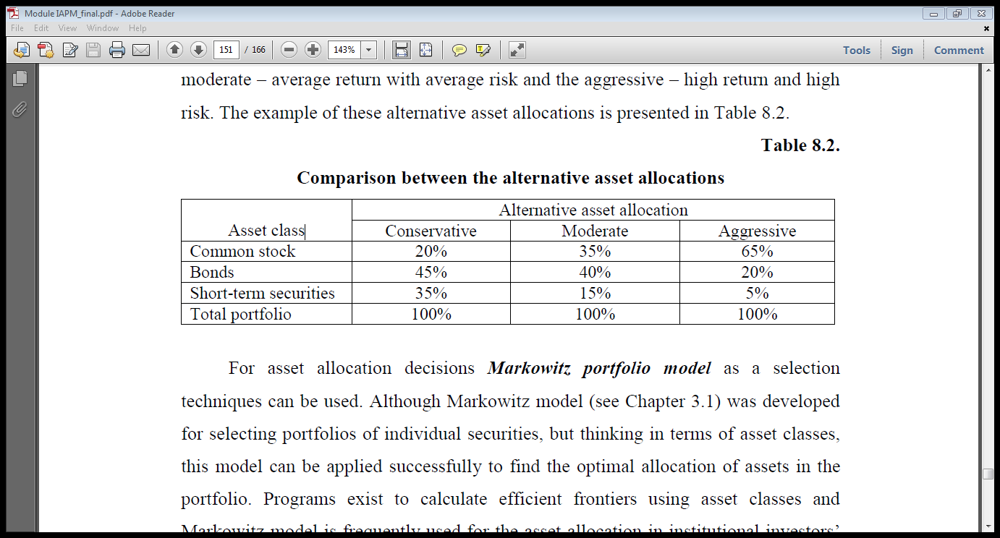 Module IAPM_final.pdf - Adobe Reader
File Edit View Window Help
151 / 166 143% Tools Sign Comment
moderate – average return with average risk and the aggressive – high return and high
risk. The example of these alternative asset allocations is presented in Table 8.2.
Table 8.2.
Comparison between the alternative asset allocations
Alternative asset allocation
Asset class Conservative Moderate Aggressive
Common stock 20% 35% 65%
Bonds 45% 40% 20%
Short-term securities 35% 15% 5%
Total portfolio 100% 100% 100%
For asset allocation decisions Markowitz portfolio model as a selection
techniques can be used. Although Markowitz model (see Chapter 3.1) was developed
for selecting portfolios of individual securities, but thinking in terms of asset classes,
this model can be applied successfully to find the optimal allocation of assets in the
portfolio. Programs exist to calculate efficient frontiers using asset classes and
Markowitz model is frequently used for the asset allocation in institutional investors’